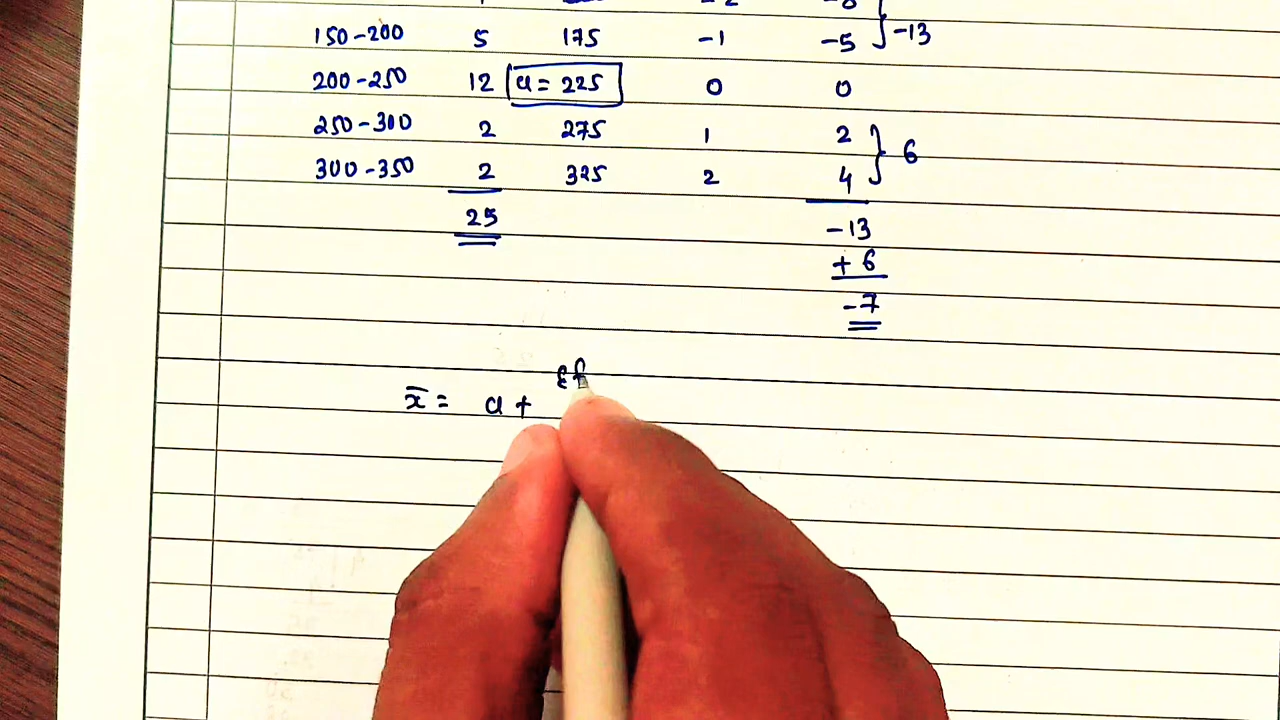 150-200 5 175 -1 -5 } -13
200-250 12 a = 225 0 0
250-300 2 275 1 2
300-350 2 325 2 4 } 6
25 -13
+ 6
-7
x̄ = a + Σf